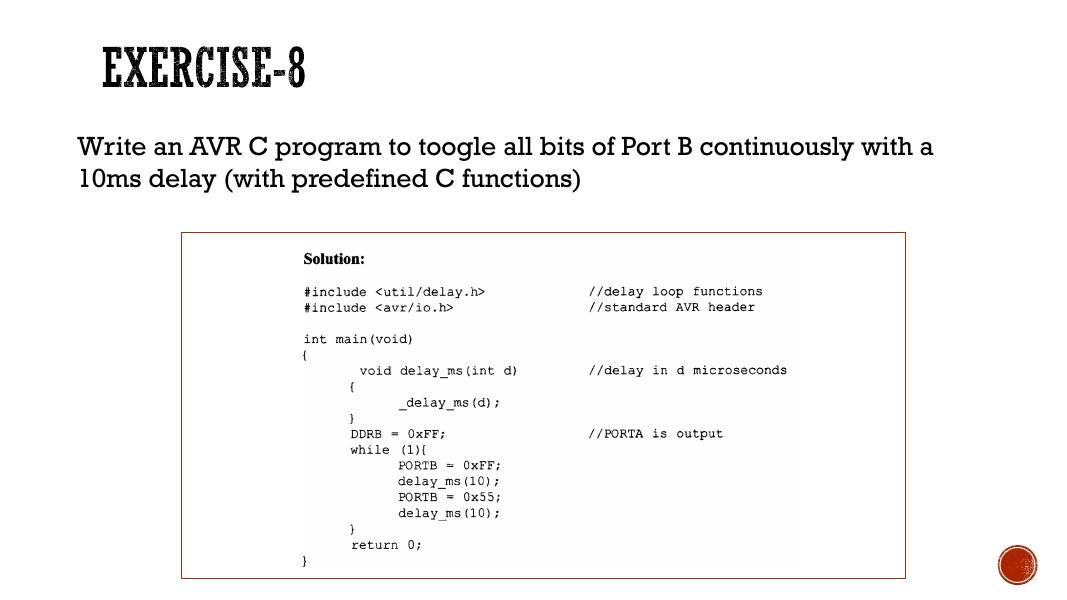 EXERCISE-8
Write an AVR C program to toogle all bits of Port B continuously with a
10ms delay (with predefined C functions)
Solution:
#include <util/delay.h> //delay loop functions
#include <avr/io.h> //standard AVR header
int main(void)
{
void delay_ms(int d) //delay in d microseconds
{
_delay_ms(d);
}
DDRB = 0xFF; //PORTA is output
while (1){
PORTB = 0xFF;
delay_ms(10);
PORTB = 0x55;
delay_ms(10);
}
return 0;
}